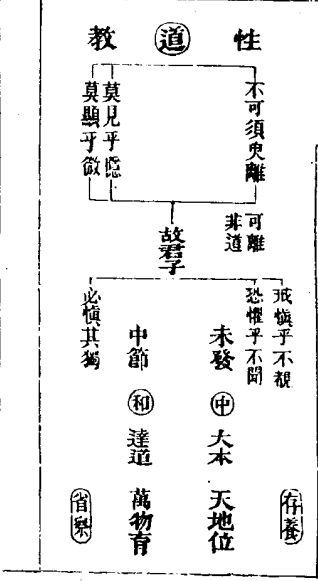 性 道 教
不可須臾離
可離
非道
莫見乎隱
莫顯乎微
故君子
戒愼乎不覩
恐懼乎不聞
必愼其獨
存養
未發 中 大本 天地位
中節 和 達道 萬物育
省察